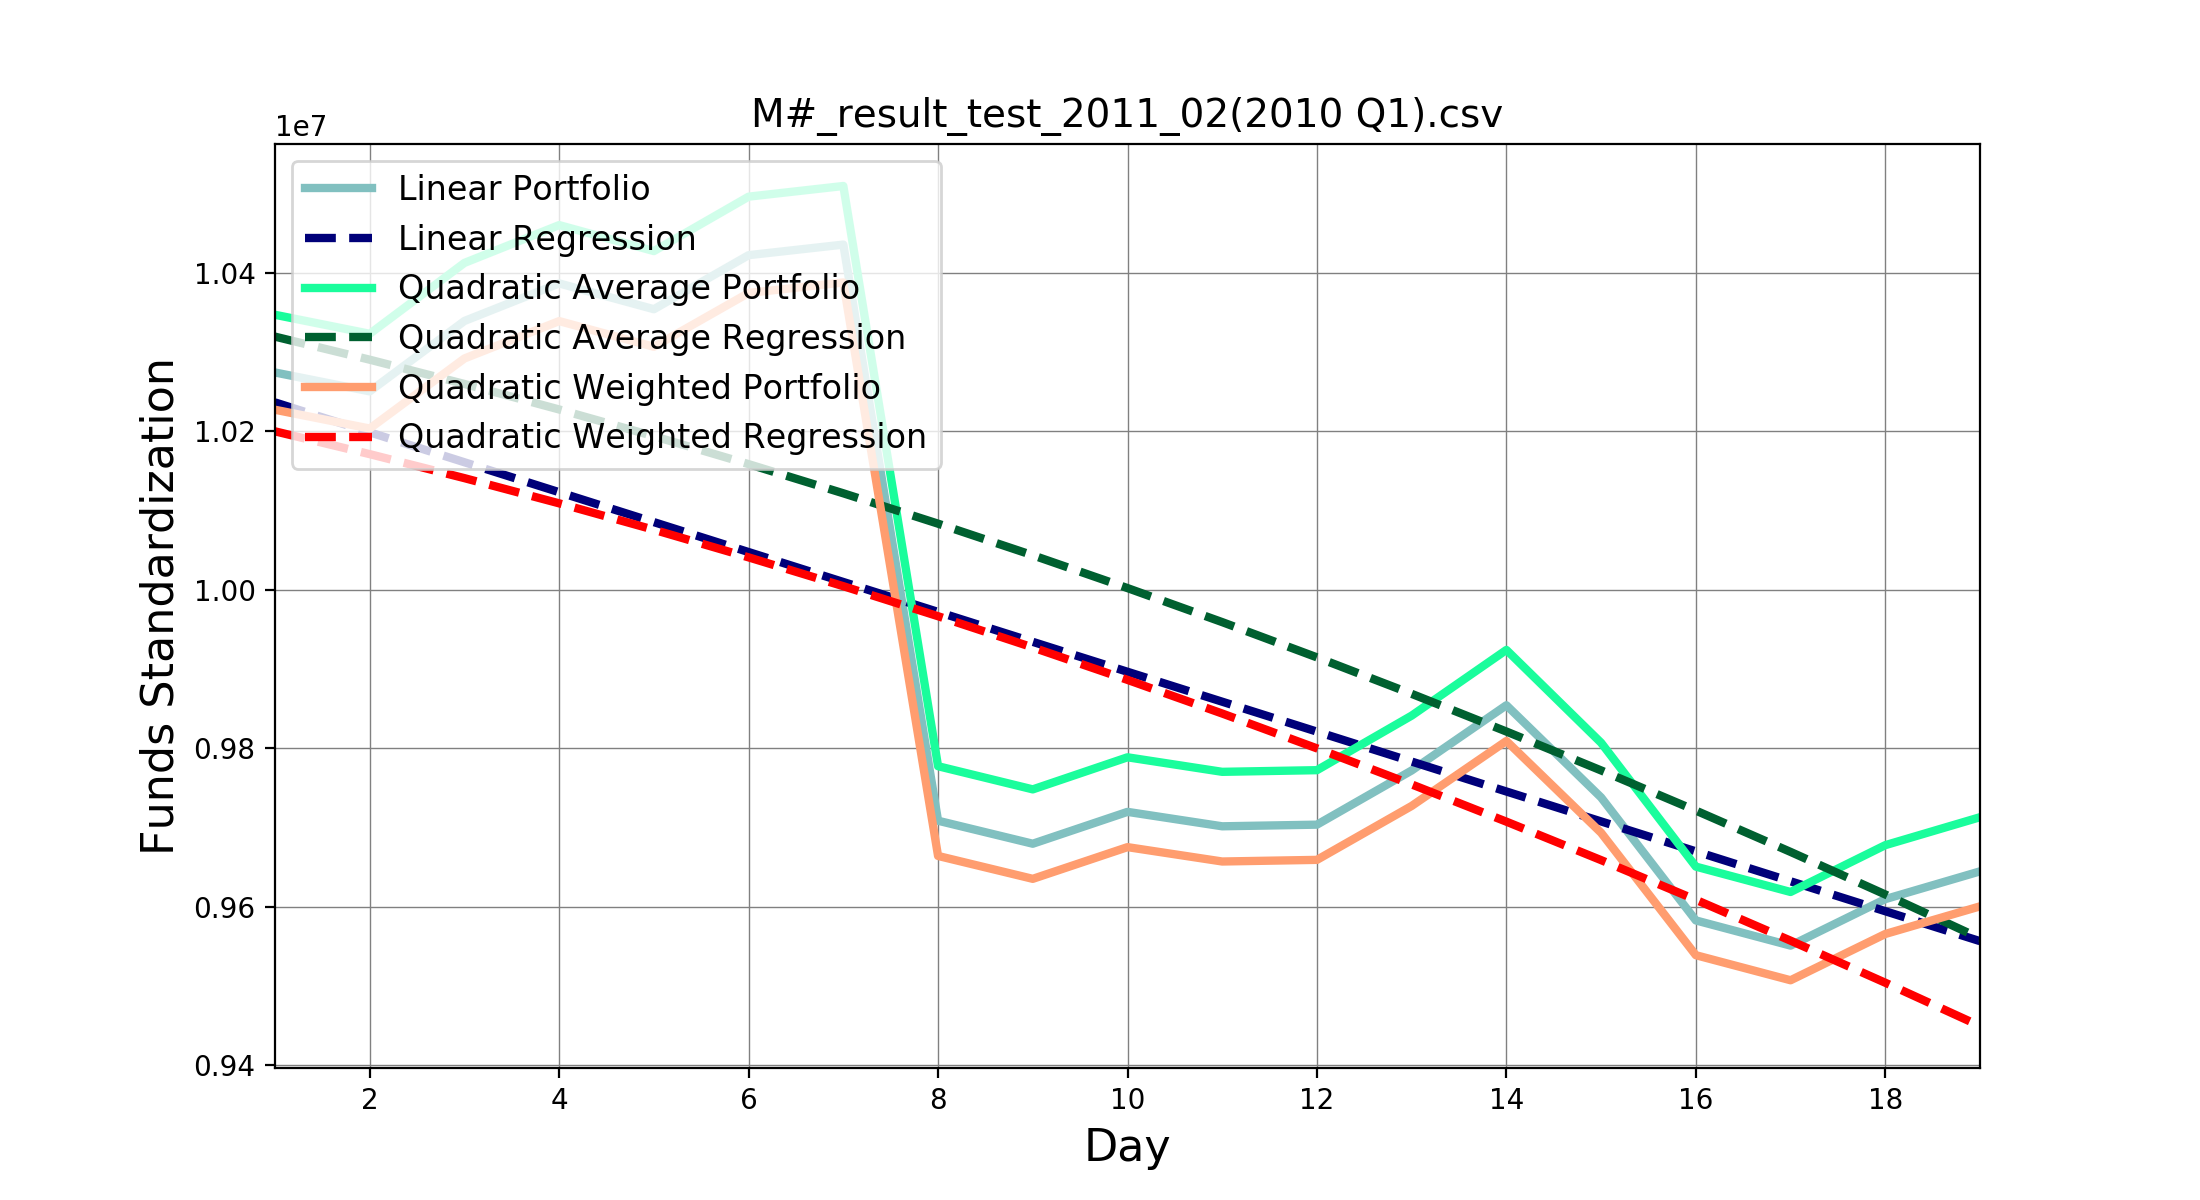 M#_result_test_2011_02(2010 Q1).csv
1e7
Linear Portfolio
Linear Regression
Quadratic Average Portfolio
Quadratic Average Regression
Quadratic Weighted Portfolio
Quadratic Weighted Regression
1.04
1.02
1.00
0.98
0.96
0.94
Funds Standardization
2 4 6 8 10 12 14 16 18
Day